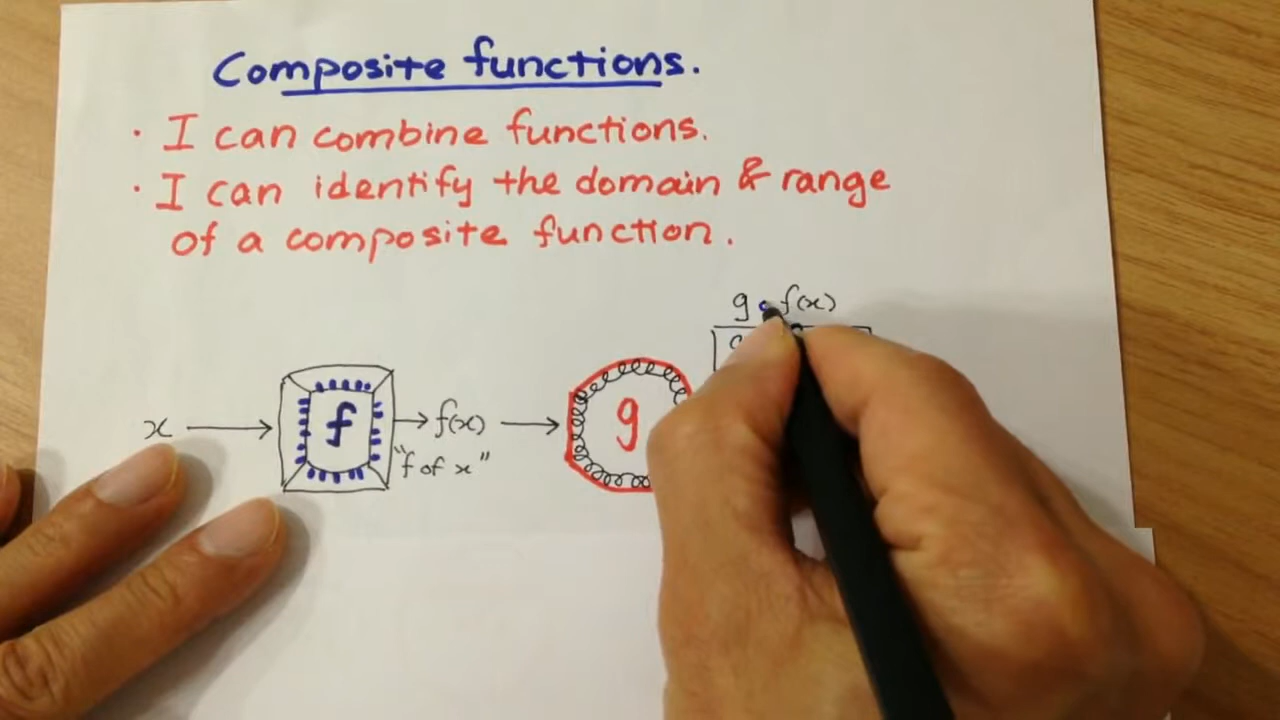 Composite functions.
· I can combine functions.
· I can identify the domain & range
of a composite function.
g∘f(x)
x → f → f(x) → g
"f of x"